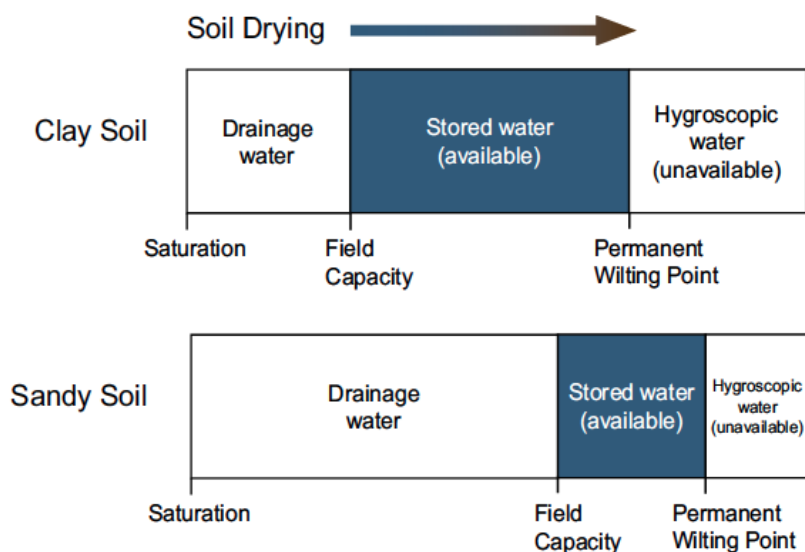 Soil Drying
Clay Soil
Drainage
water
Stored water
(available)
Hygroscopic
water
(unavailable)
Saturation
Field
Capacity
Permanent
Wilting Point
Sandy Soil
Drainage
water
Stored water
(available)
Hygroscopic
water
(unavailable)
Saturation
Field
Capacity
Permanent
Wilting Point